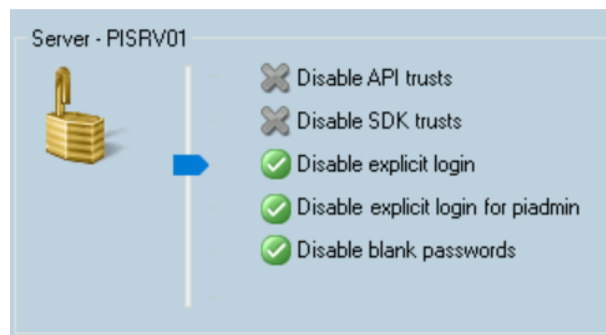 Server - PISRV01
Disable API trusts
Disable SDK trusts
Disable explicit login
Disable explicit login for piadmin
Disable blank passwords